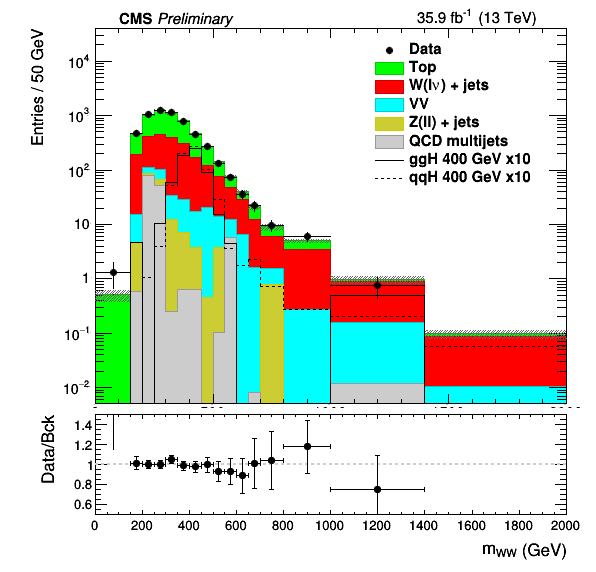 CMS Preliminary 35.9 fb⁻¹ (13 TeV)
Entries / 50 GeV
10⁴
10³
10²
10
1
10⁻¹
10⁻²
Data
Top
W(lν) + jets
VV
Z(ll) + jets
QCD multijets
ggH 400 GeV x10
qqH 400 GeV x10
Data/Bck
1.4
1.2
1
0.8
0.6
0 200 400 600 800 1000 1200 1400 1600 1800 2000
m_WW (GeV)